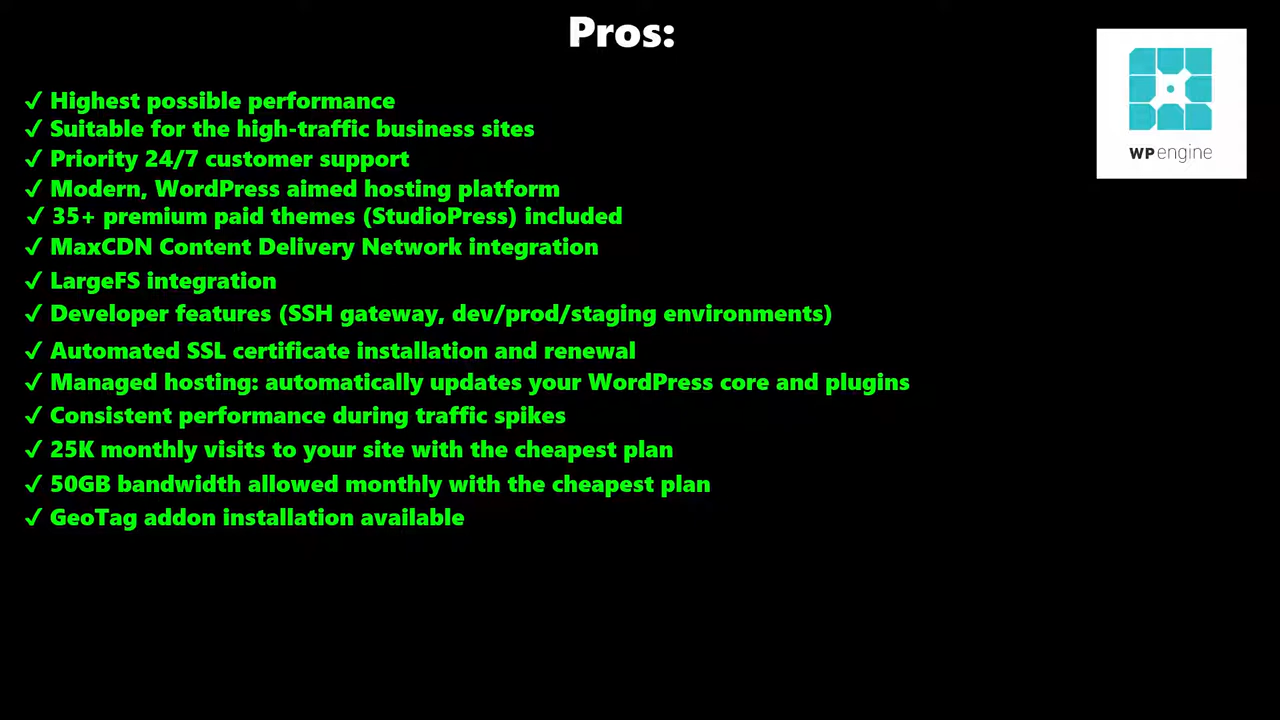 Pros:
✓ Highest possible performance
✓ Suitable for the high-traffic business sites
✓ Priority 24/7 customer support
✓ Modern, WordPress aimed hosting platform
✓ 35+ premium paid themes (StudioPress) included
✓ MaxCDN Content Delivery Network integration
✓ LargeFS integration
✓ Developer features (SSH gateway, dev/prod/staging environments)
✓ Automated SSL certificate installation and renewal
✓ Managed hosting: automatically updates your WordPress core and plugins
✓ Consistent performance during traffic spikes
✓ 25K monthly visits to your site with the cheapest plan
✓ 50GB bandwidth allowed monthly with the cheapest plan
✓ GeoTag addon installation available
WP engine